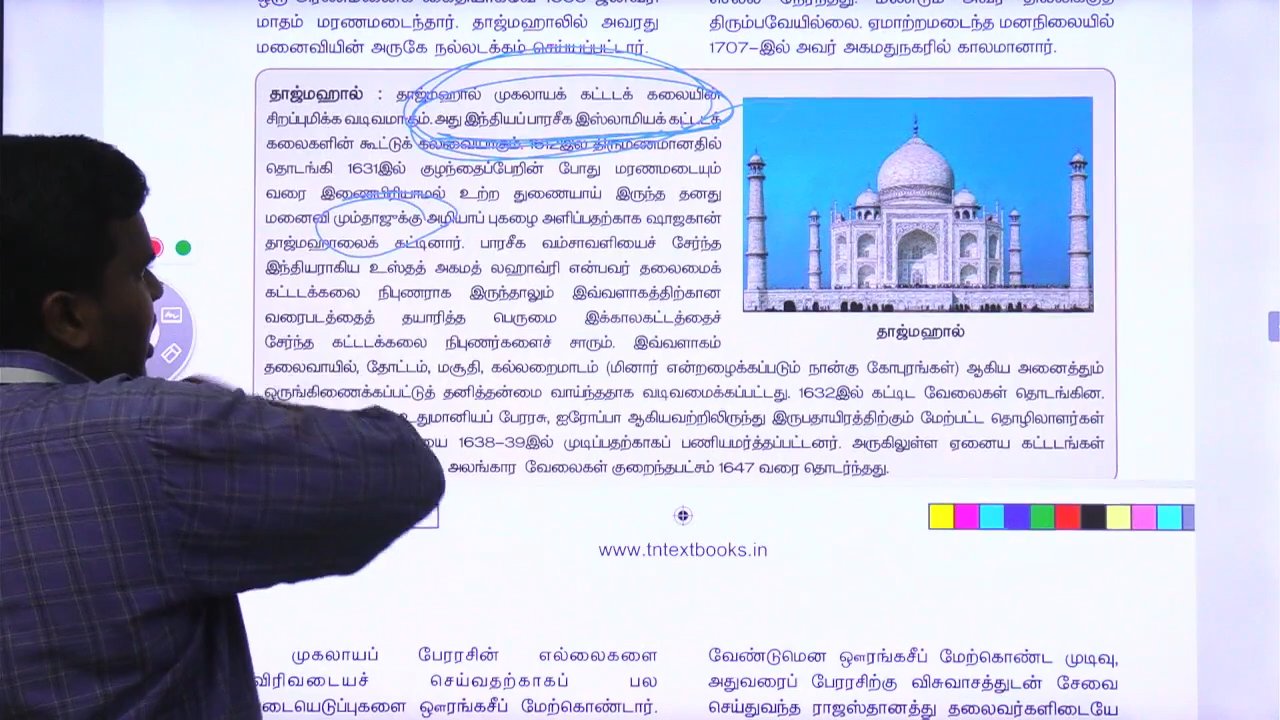 மாதம் மரணமடைந்தார். தாஜ்மஹாலில் அவரது
மனைவியின் அருகே நல்லடக்கம் செய்யப்பட்டார்.
திரும்பவேயில்லை. ஏமாற்றமடைந்த மனநிலையில்
1707-இல் அவர் அகமதுநகரில் காலமானார்.
தாஜ்மஹால் : தாஜ்மஹால் முகலாயக் கட்டடக் கலையின்
சிறப்புமிக்க வடிவமாகும். அது இந்தியப் பாரசீக இஸ்லாமியக் கட்டடக்
கலைகளின் கூட்டுக் கலவையாகும். 1612இல் திருமணமானதில்
தொடங்கி 1631இல் குழந்தைப்பேறின் போது மரணமடையும்
வரை இணைபிரியாமல் உற்ற துணையாய் இருந்த தனது
மனைவி மும்தாஜுக்கு அழியாப் புகழை அளிப்பதற்காக ஷாஜகான்
தாஜ்மஹாலைக் கட்டினார். பாரசீக வம்சாவளியைச் சேர்ந்த
இந்தியராகிய உஸ்தத் அகமத் லஹாவ்ரி என்பவர் தலைமைக்
கட்டடக்கலை நிபுணராக இருந்தாலும் இவ்வளாகத்திற்கான
வரைபடத்தைத் தயாரித்த பெருமை இக்காலகட்டத்தைச்
சேர்ந்த கட்டடக்கலை நிபுணர்களைச் சாரும். இவ்வளாகம்
தாஜ்மஹால்
தலைவாயில், தோட்டம், மசூதி, கல்லறைமாடம் (மினார் என்றழைக்கப்படும் நான்கு கோபுரங்கள்) ஆகிய அனைத்தும்
ஒருங்கிணைக்கப்பட்டுத் தனித்தன்மை வாய்ந்ததாக வடிவமைக்கப்பட்டது. 1632இல் கட்டிட வேலைகள் தொடங்கின.
உதுமானியப் பேரரசு, ஐரோப்பா ஆகியவற்றிலிருந்து இருபதாயிரத்திற்கும் மேற்பட்ட தொழிலாளர்கள்
1638-39இல் முடிப்பதற்காகப் பணியமர்த்தப்பட்டனர். அருகிலுள்ள ஏனைய கட்டடங்கள்
அலங்கார வேலைகள் குறைந்தபட்சம் 1647 வரை தொடர்ந்தது.
www.tntextbooks.in
முகலாயப் பேரரசின் எல்லைகளை
விரிவடையச் செய்வதற்காகப் பல
ஔரங்கசீப் மேற்கொண்டார்.
வேண்டுமென ஔரங்கசீப் மேற்கொண்ட முடிவு,
அதுவரைப் பேரரசிற்கு விசுவாசத்துடன் சேவை
செய்துவந்த ராஜஸ்தானத்து தலைவர்களிடையே